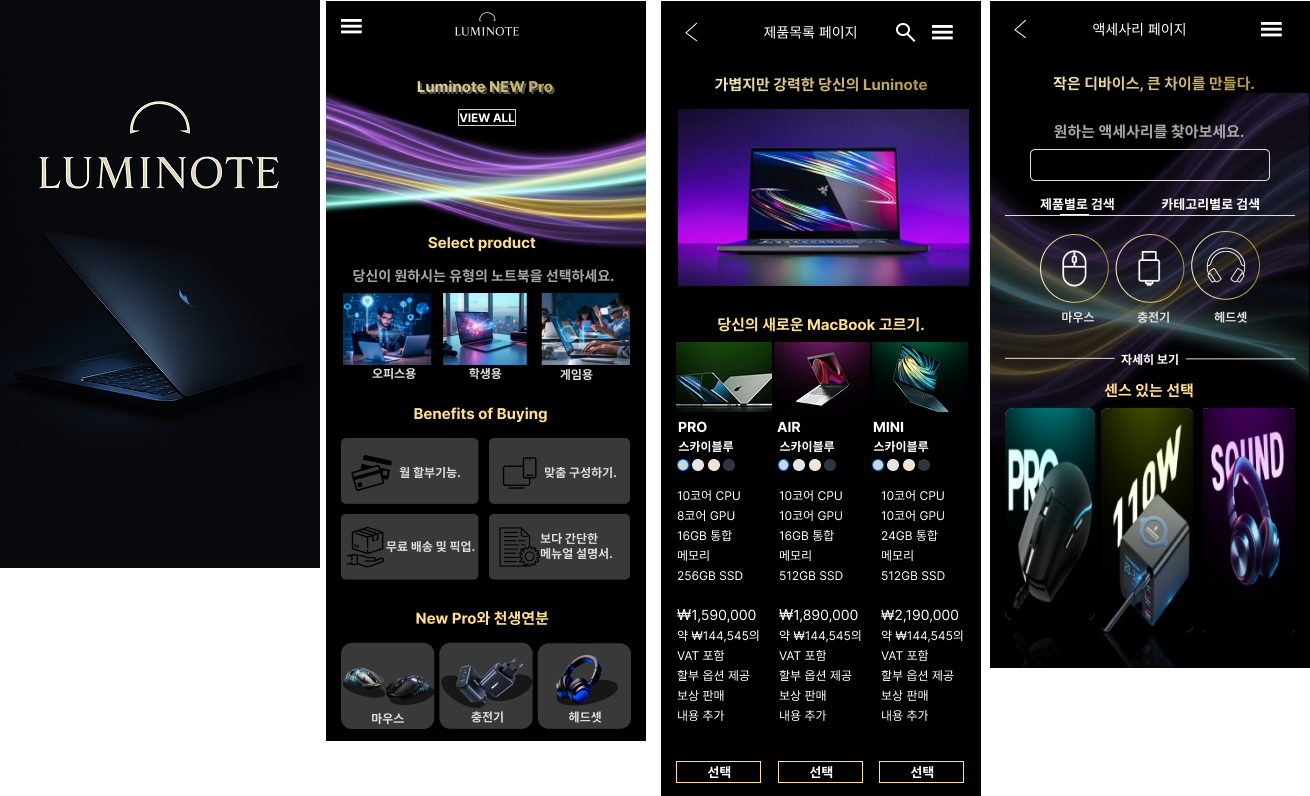 LUMINOTE
LUMINOTE
Luminote NEW Pro
VIEW ALL
Select product
당신이 원하시는 유형의 노트북을 선택하세요.
오피스용
학생용
게임용
Benefits of Buying
월 할부기능.
맞춤 구성하기.
무료 배송 및 픽업.
보다 간단한
메뉴얼 설명서.
New Pro와 천생연분
마우스
충전기
헤드셋
제품목록 페이지
가볍지만 강력한 당신의 Luninote
당신의 새로운 MacBook 고르기.
PRO
스카이블루
10코어 CPU
8코어 GPU
16GB 통합
메모리
256GB SSD
₩1,590,000
약 ₩144,545의
VAT 포함
할부 옵션 제공
보상 판매
내용 추가
선택
AIR
스카이블루
10코어 CPU
10코어 GPU
16GB 통합
메모리
512GB SSD
₩1,890,000
약 ₩144,545의
VAT 포함
할부 옵션 제공
보상 판매
내용 추가
선택
MINI
스카이블루
10코어 CPU
10코어 GPU
24GB 통합
메모리
512GB SSD
₩2,190,000
약 ₩144,545의
VAT 포함
할부 옵션 제공
보상 판매
내용 추가
선택
액세사리 페이지
작은 디바이스, 큰 차이를 만들다.
원하는 액세사리를 찾아보세요.
제품별로 검색
카테고리별로 검색
마우스
충전기
헤드셋
자세히 보기
센스 있는 선택
PRO
110W
SOUND